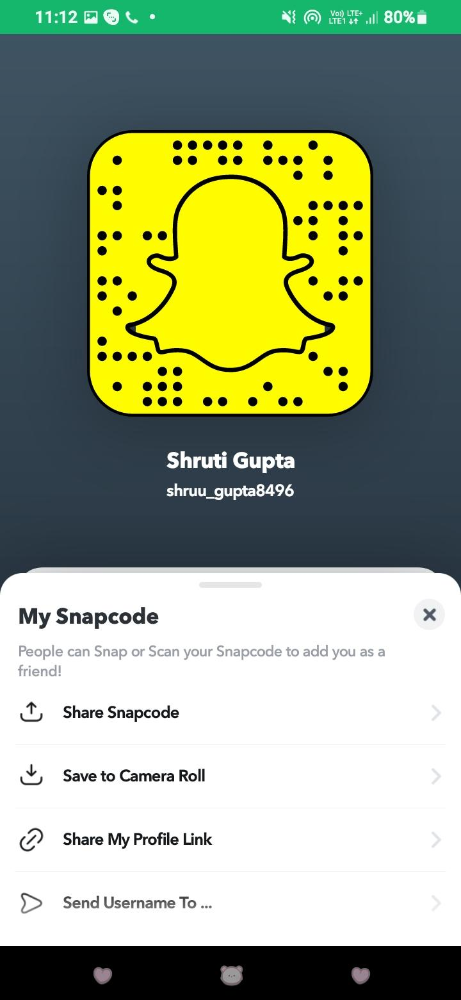 11:12
Vo)) LTE+
LTE1
80%
Shruti Gupta
shruu_gupta8496
My Snapcode
People can Snap or Scan your Snapcode to add you as a
friend!
Share Snapcode
Save to Camera Roll
Share My Profile Link
Send Username To ...